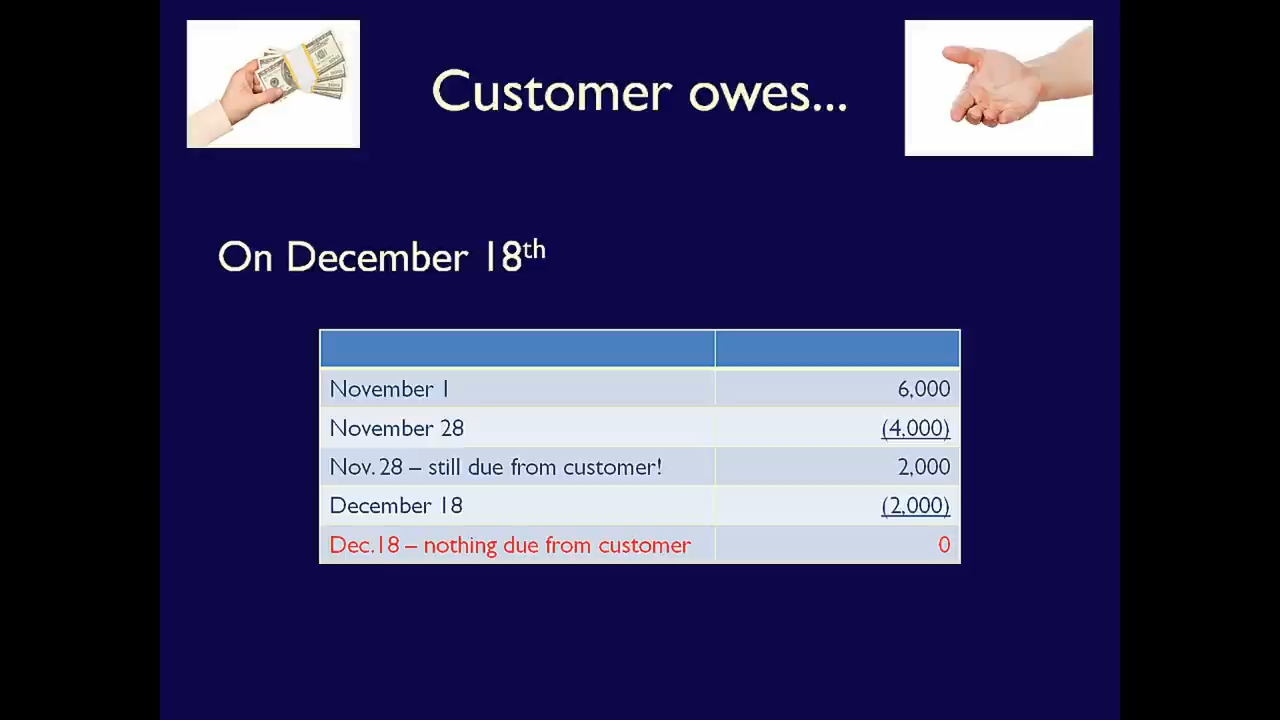 Customer owes...
On December 18th
November 1 6,000
November 28 (4,000)
Nov. 28 – still due from customer! 2,000
December 18 (2,000)
Dec.18 – nothing due from customer 0